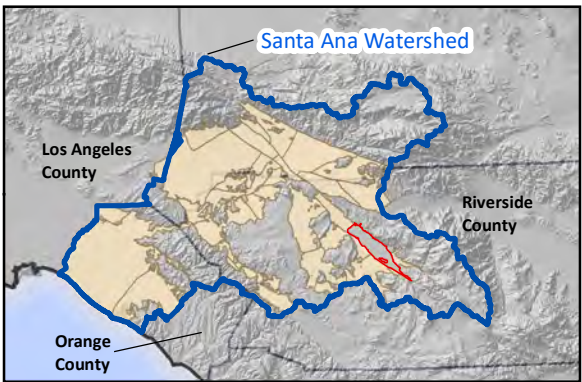 Santa Ana Watershed
Los Angeles
County
Riverside
County
Orange
County